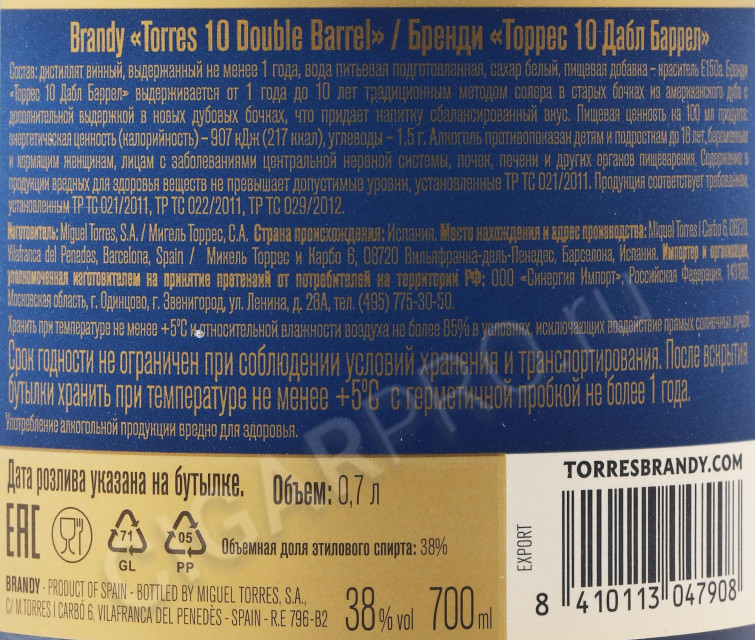 Brandy «Torres 10 Double Barrel» / Бренди «Торрес 10 Дабл Баррел»
Состав: дистиллят винный, выдержанный не менее 1 года, вода питьевая подготовленная, сахар белый, пищевая добавка – краситель Е150а. Бренди
«Торрес 10 Дабл Баррел» выдерживается от 1 года до 10 лет традиционным методом солера в старых бочках из американского дуба с
дополнительной выдержкой в новых дубовых бочках, что придает напитку сбалансированный вкус. Пищевая ценность на 100 мл продукта:
энергетическая ценность (калорийность) – 907 кДж (217 ккал), углеводы – 1,5 г. Алкоголь противопоказан детям и подросткам до 18 лет, беременным
и кормящим женщинам, лицам с заболеваниями центральной нервной системы, почек, печени и других органов пищеварения. Содержание в
продукции вредных для здоровья веществ не превышает допустимые уровни, установленные ТР ТС 021/2011. Продукция соответствует требованиям,
установленным ТР ТС 021/2011, ТР ТС 022/2011, ТР ТС 029/2012.
Изготовитель: Miguel Torres, S.A. / Мигель Торрес, С.А. Страна происхождения: Испания. Место нахождения и адрес производства: Miguel Torres i Carbo 6, 08720,
Vilafranca del Penedes, Barcelona, Spain / Микель Торрес и Карбо 6, 08720 Вильяфранка-дель-Пенедес, Барселона, Испания. Импортер и организация,
уполномоченная изготовителем на принятие претензий от потребителей на территории РФ: ООО «Синергия Импорт», Российская Федерация, 143180,
Московская область, г. Одинцово, г. Звенигород, ул. Ленина, д. 28А, тел. (495) 775-30-50.
Хранить при температуре не менее +5°С и относительной влажности воздуха не более 85% в условиях, исключающих воздействие прямых солнечных лучей
Срок годности не ограничен при соблюдении условий хранения и транспортирования. После вскрытия
бутылки хранить при температуре не менее +5°С с герметичной пробкой не более 1 года.
Употребление алкогольной продукции вредно для здоровья.
Дата розлива указана на бутылке. Объем: 0,7 л
TORRESBRANDY.COM
EAC
71
GL
05
PP
Объемная доля этилового спирта: 38%
EXPORT
BRANDY - PRODUCT OF SPAIN - BOTTLED BY MIGUEL TORRES, S.A.,
C/ M.TORRES I CARBÓ 6, VILAFRANCA DEL PENEDÈS - SPAIN - R.E 796-B2
38% vol 700 ml
8 410113 047908
CIGARPRO.ru